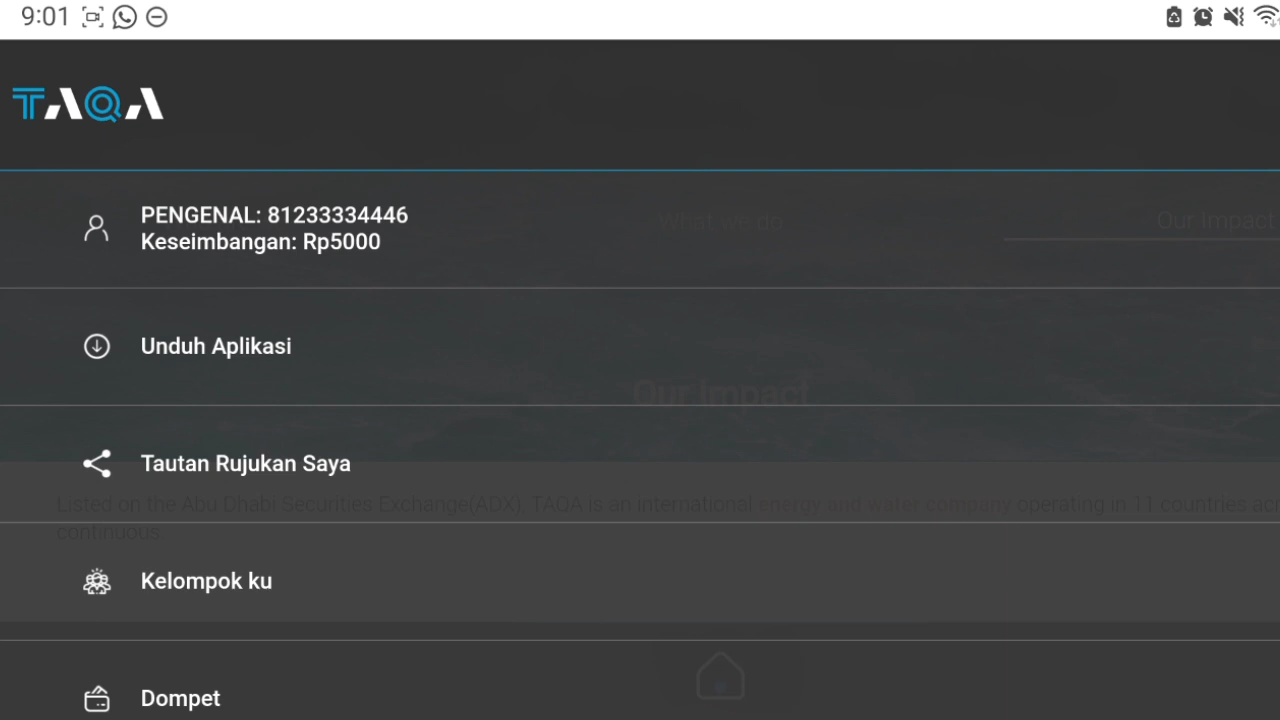 9:01
TAQA
PENGENAL: 81233334446
Keseimbangan: Rp5000
What we do
Our Impact
Unduh Aplikasi
Our Impact
Tautan Rujukan Saya
Listed on the Abu Dhabi Securities Exchange(ADX), TAQA is an international energy and water company operating in 11 countries
continuous
Kelompok ku
Dompet